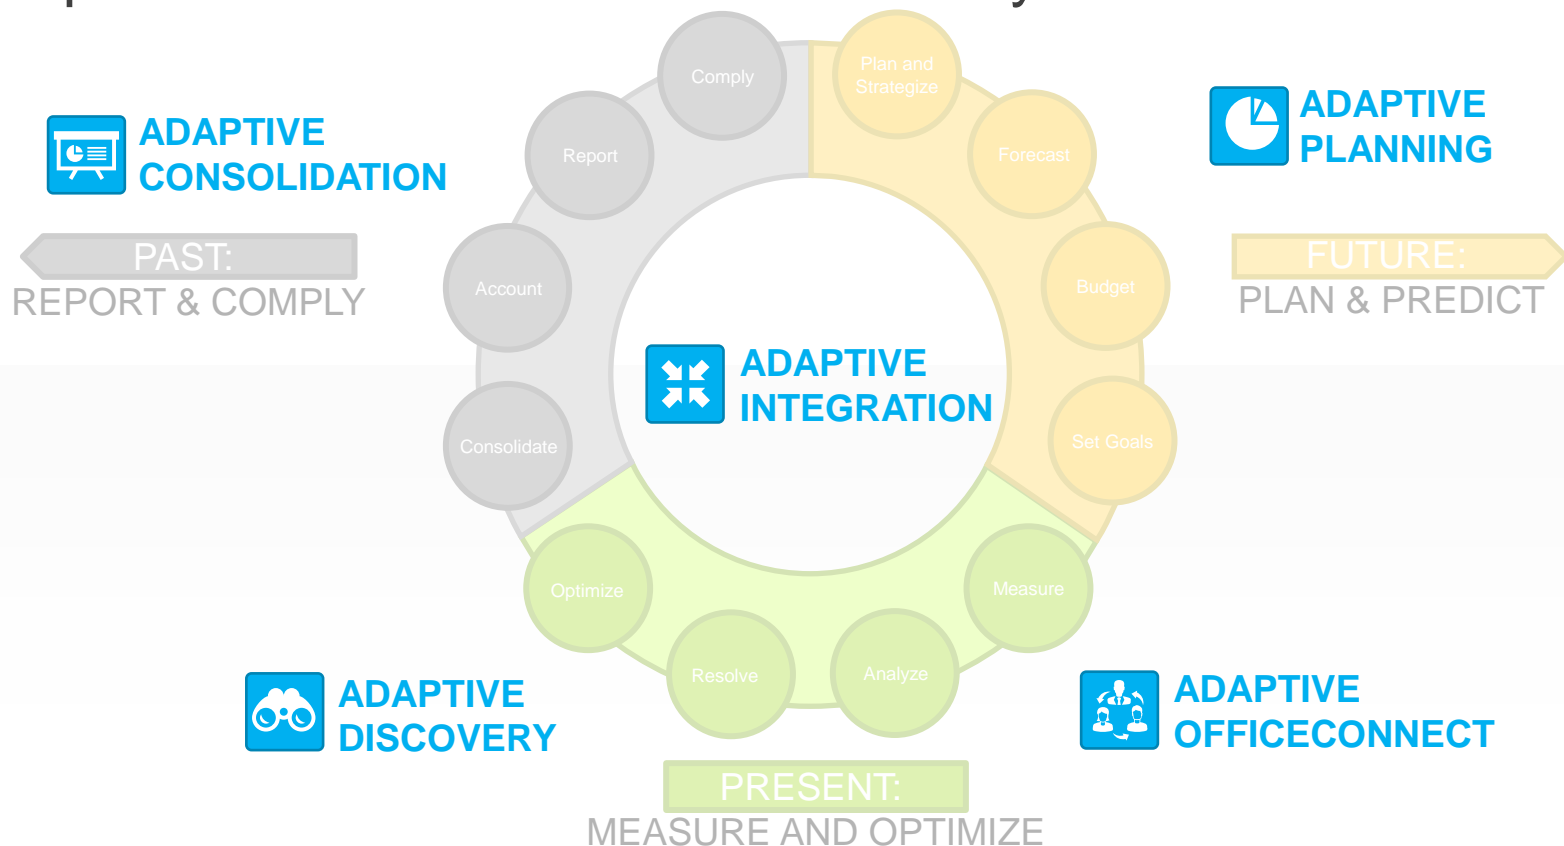 Comply
Plan and
Strategize
ADAPTIVE
CONSOLIDATION
ADAPTIVE
PLANNING
Report
Forecast
PAST:
REPORT & COMPLY
FUTURE:
PLAN & PREDICT
Account
Budget
ADAPTIVE
INTEGRATION
Consolidate
Set Goals
Optimize
Measure
Resolve
Analyze
ADAPTIVE
DISCOVERY
ADAPTIVE
OFFICECONNECT
PRESENT:
MEASURE AND OPTIMIZE